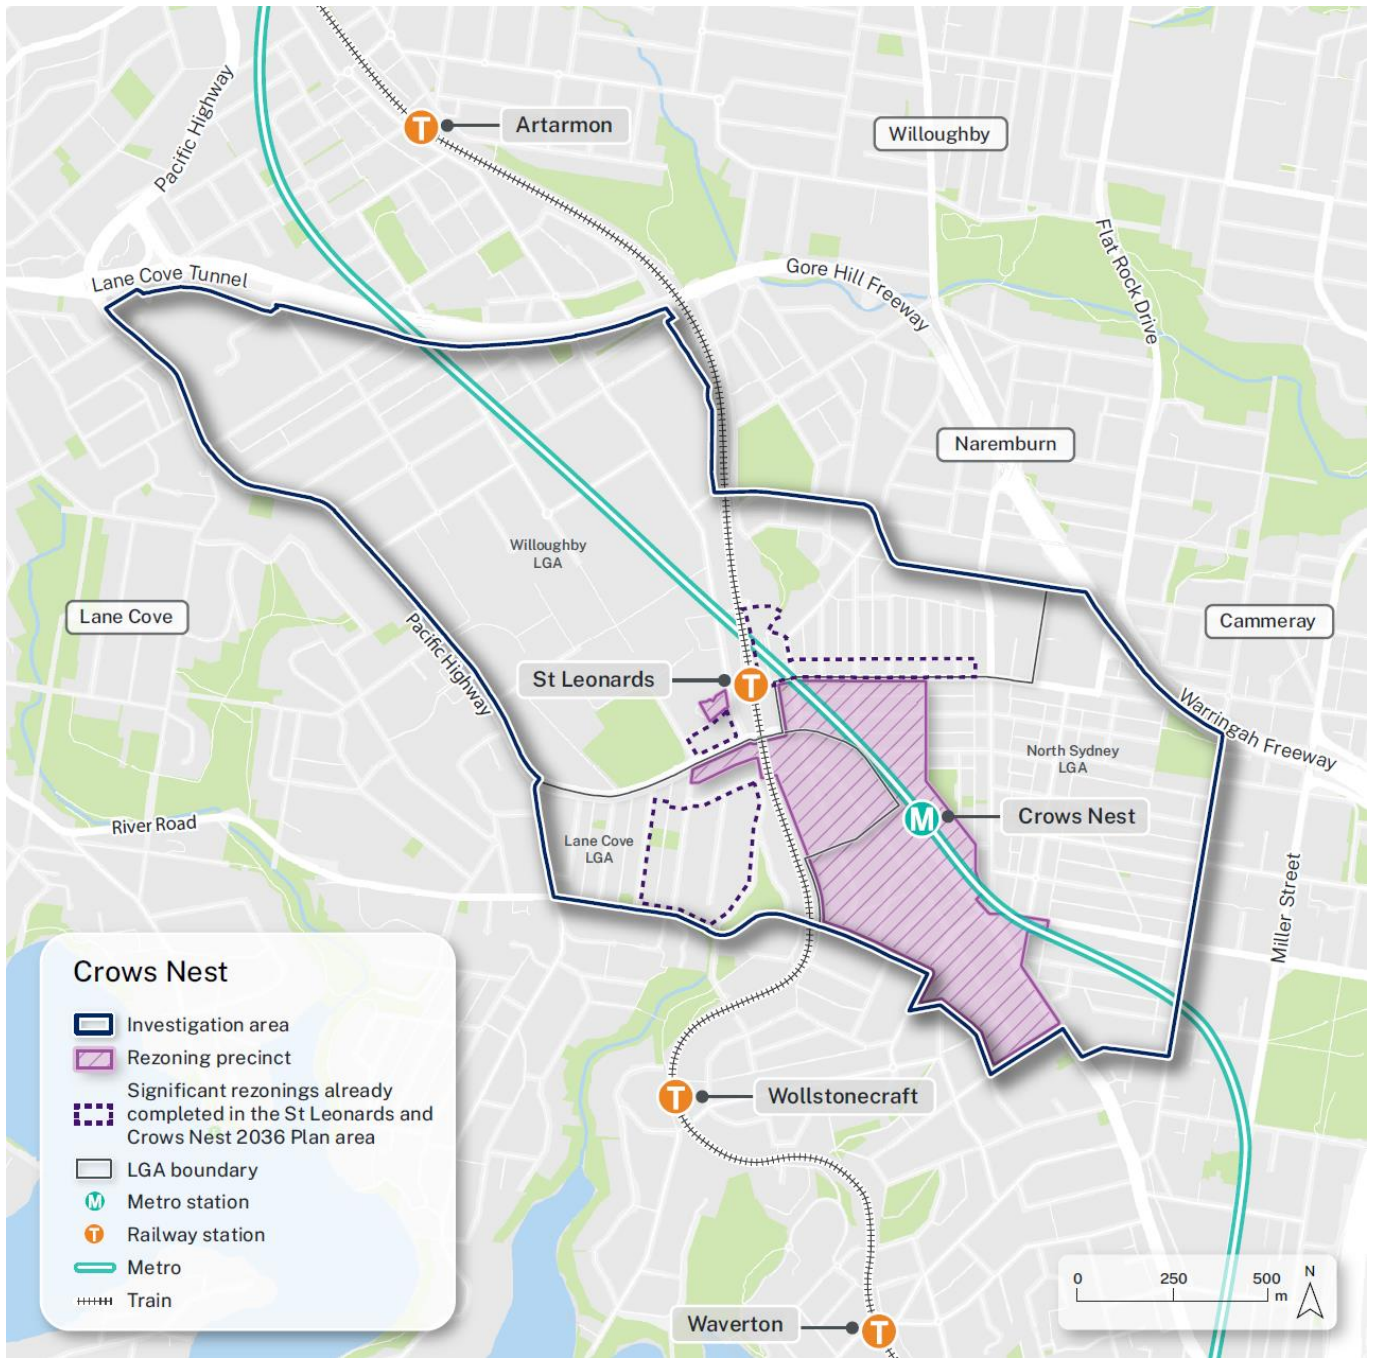 Artarmon
Willoughby
Pacific Highway
Lane Cove Tunnel
Gore Hill Freeway
Flat Rock Drive
Naremburn
Willoughby
LGA
Lane Cove
Pacific Highway
Cammeray
St Leonards
Warringah Freeway
North Sydney
LGA
Crows Nest
River Road
Lane Cove
LGA
Miller Street
Wollstonecraft
Waverton
T
T
M
T
T
Crows Nest
Investigation area
Rezoning precinct
Significant rezonings already
completed in the St Leonards and
Crows Nest 2036 Plan area
LGA boundary
M Metro station
T Railway station
Metro
Train
0 250 500
m
N